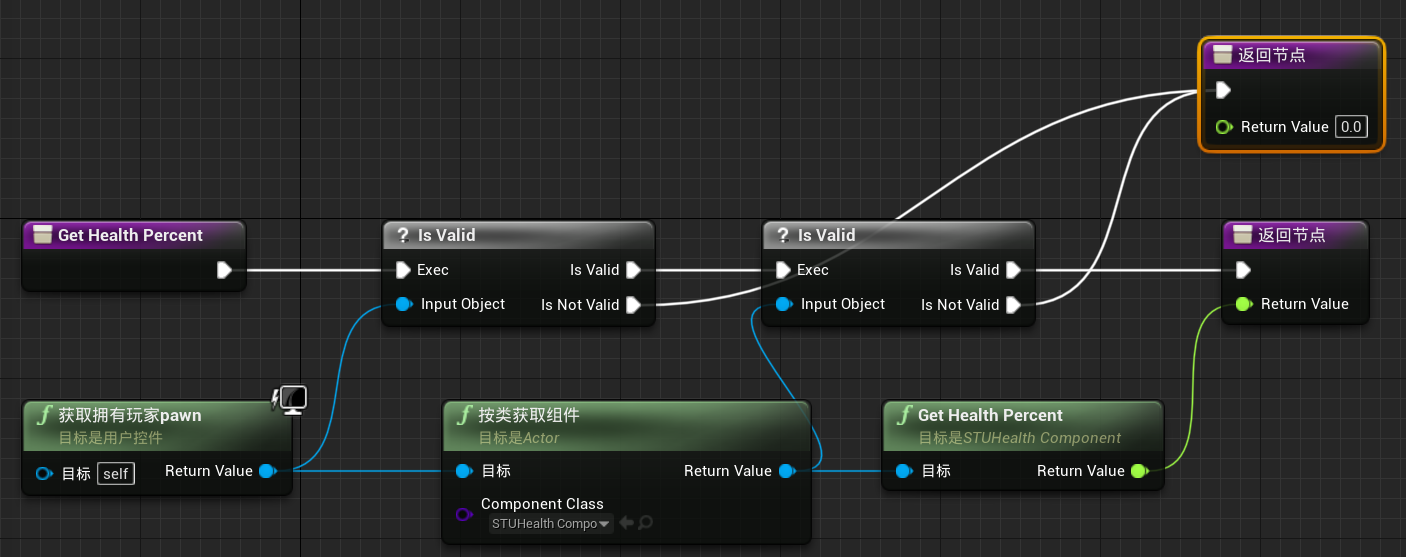 返回节点
Return Value 0.0
Get Health Percent
? Is Valid
Exec
Is Valid
Input Object
Is Not Valid
? Is Valid
Exec
Is Valid
Input Object
Is Not Valid
返回节点
Return Value
f 获取拥有玩家pawn
目标是用户控件
目标 self
Return Value
f 按类获取组件
目标是Actor
目标
Return Value
Component Class
STUHealth Compo
f Get Health Percent
目标是STUHealth Component
目标
Return Value